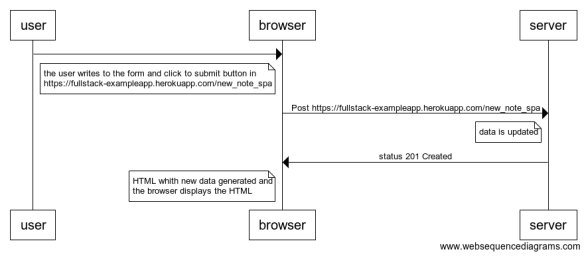 user
browser
server
the user writes to the form and click to submit button in
https://fullstack-exampleapp.herokuapp.com/new_note_spa
Post https://fullstack-exampleapp.herokuapp.com/new_note_spa
data is updated
status 201 Created
HTML whith new data generated and
the browser displays the HTML
user
browser
server
www.websequencediagrams.com